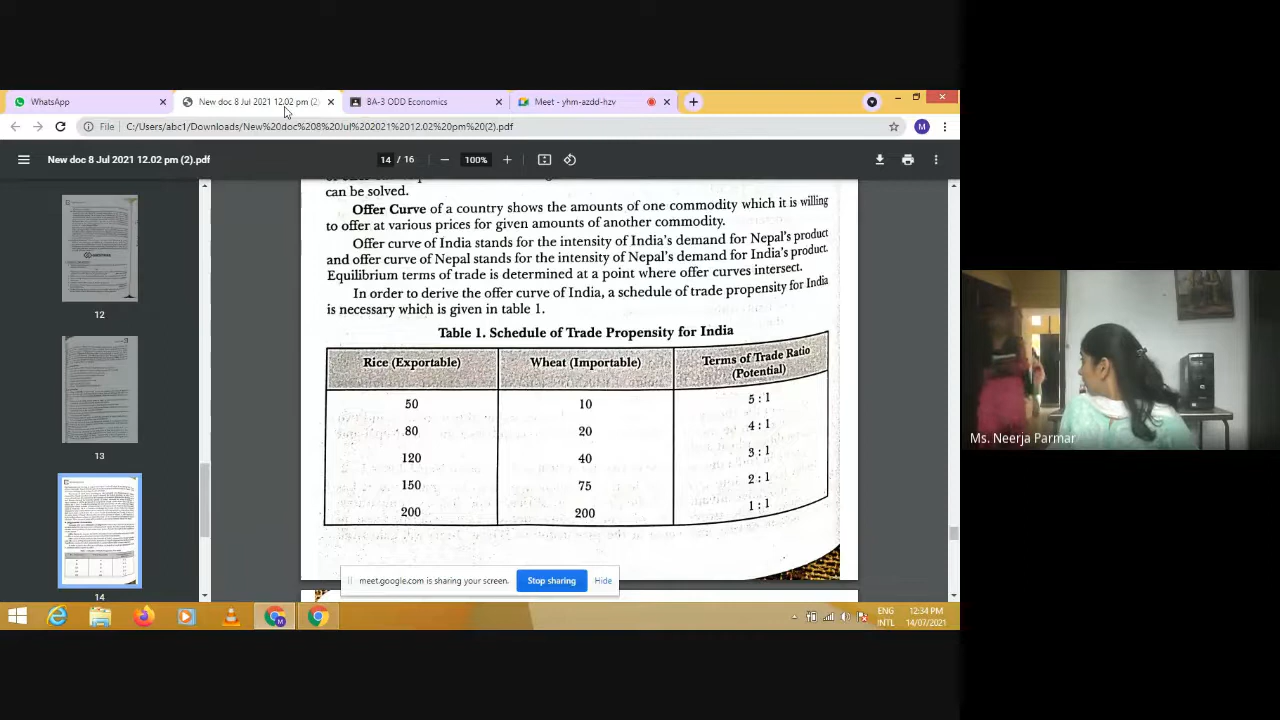 WhatsApp
New doc 8 Jul 2021 12.02 pm (2
BA-3 ODD Economics
Meet - yhm-azdd-hzv
File
C:/Users/abc1/Downloads/New%20doc%208%20Jul%202021%2012.02%20pm%20(2).pdf
M
New doc 8 Jul 2021 12.02 pm (2).pdf
14 / 16
100%
can be solved.
Offer Curve of a country shows the amounts of one commodity which it is willing
to offer at various prices for given amounts of another commodity.
Offer curve of India stands for the intensity of India's demand for Nepal's product
and offer curve of Nepal stands for the intensity of Nepal's demand for India's product.
Equilibrium terms of trade is determined at a point where offer curves intersect.
In order to derive the offer curve of India, a schedule of trade propensity for India
is necessary which is given in table 1.
Table 1. Schedule of Trade Propensity for India
Rice (Exportable) Wheat (Importable) Terms of Trade Ratio
(Potential)
50 10 5 : 1
80 20 4 : 1
120 40 3 : 1
150 75 2 : 1
200 200 1 : 1
12
13
14
meet.google.com is sharing your screen.
Stop sharing
Hide
Ms. Neerja Parmar
ENG
INTL
12:34 PM
14/07/2021